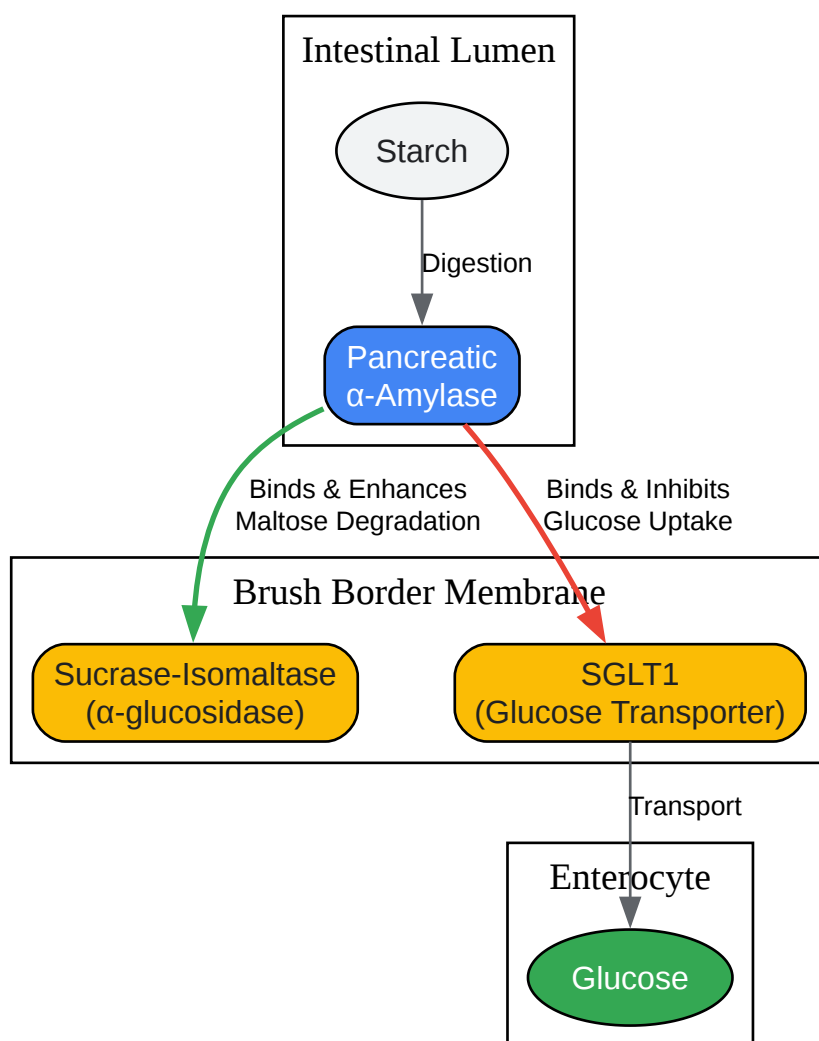 Intestinal Lumen
Starch
Digestion
Pancreatic
α-Amylase
Binds & Enhances
Maltose Degradation
Binds & Inhibits
Glucose Uptake
Brush Border Membrane
Sucrase-Isomaltase
(α-glucosidase)
SGLT1
(Glucose Transporter)
Transport
Enterocyte
Glucose